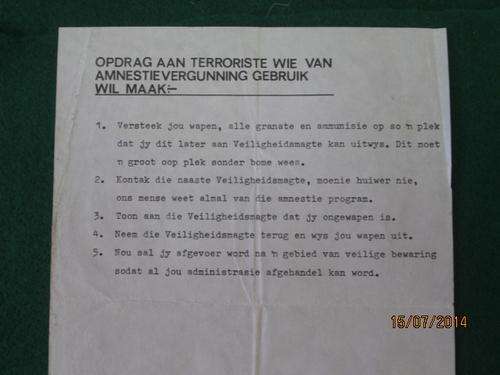 OPDRAG AAN TERRORISTE WIE VAN
AMNESTIEVERGUNNING GEBRUIK
WIL MAAK:-
1. Versteek jou wapen, alle granate en ammunisie op so 'n plek
dat jy dit later aan Veiligheidsmagte kan uitwys. Dit moet
'n groot oop plek sonder bome wees.
2. Kontak die naaste Veiligheidsmagte, moenie huiwer nie,
ons mense weet almal van die amnestie program.
3. Toon aan die Veiligheidsmagte dat jy ongewapen is.
4. Neem die Veiligheidsmagte terug en wys jou wapen uit.
5. Nou sal jy afgevoer word na 'n gebied van veilige bewaring
sodat al jou administrasie afgehandel kan word.
15/07/2014